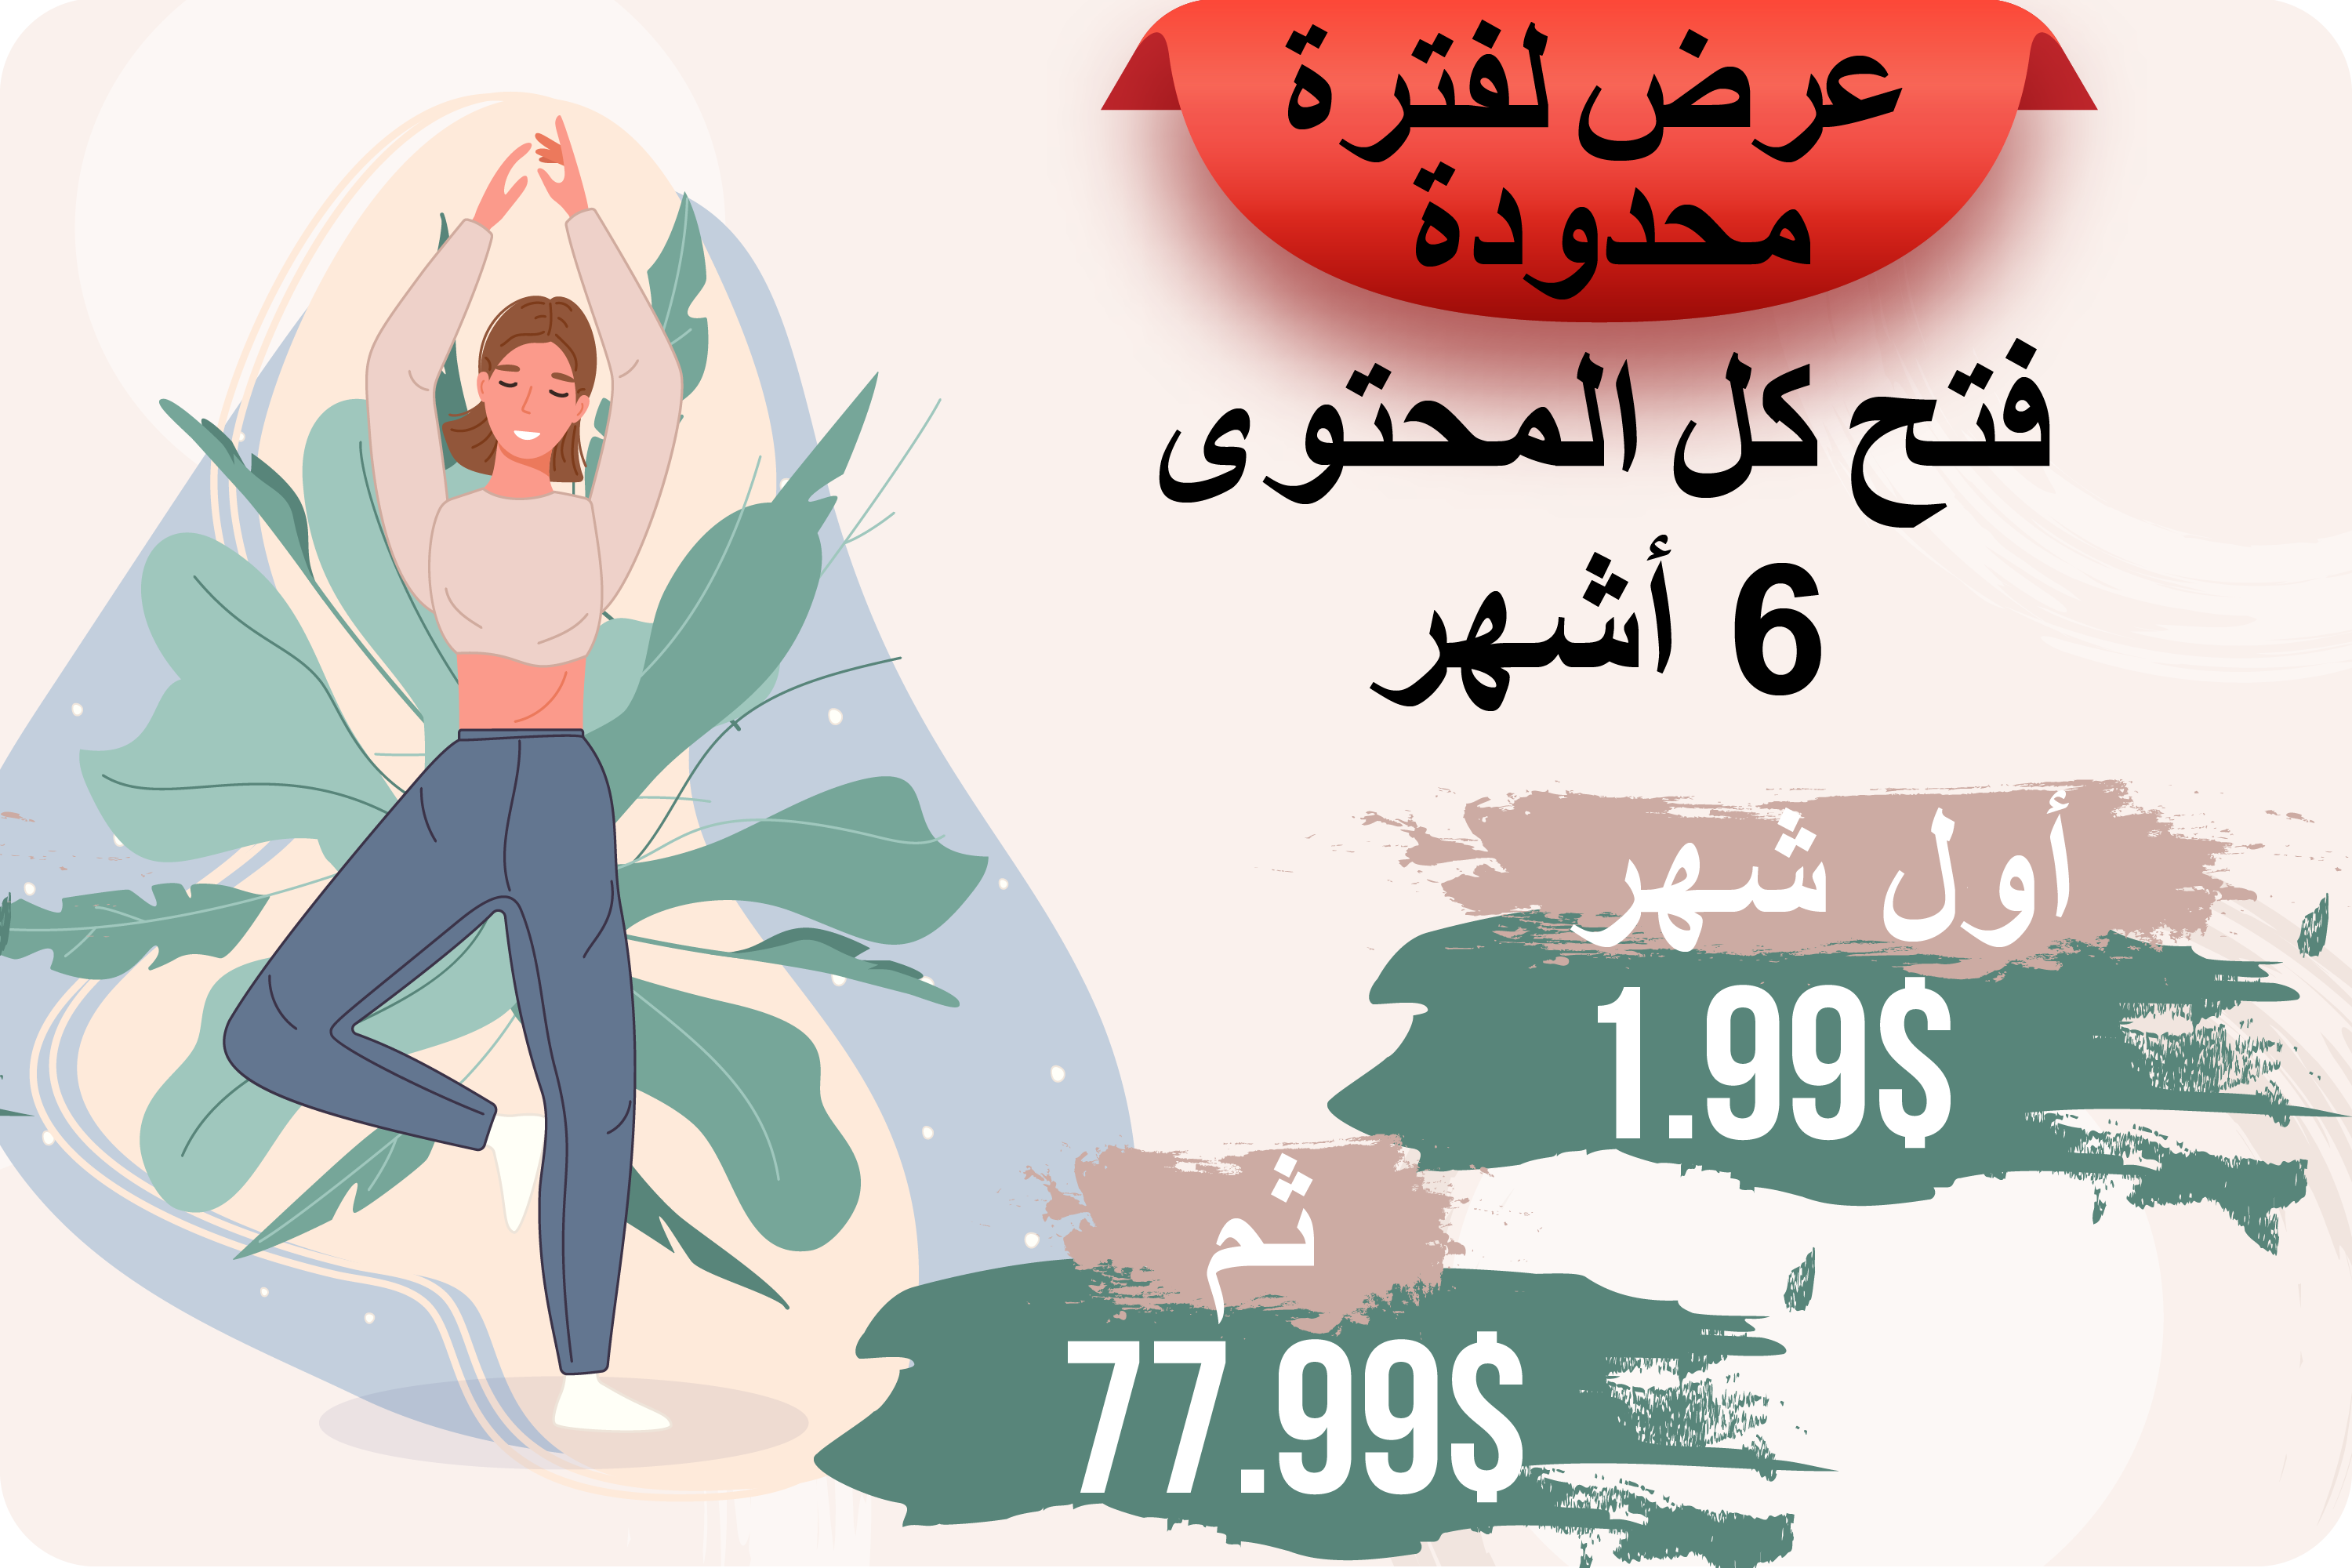 عرض لفترة
محدودة
فتح كل المحتوى
6 أشهر
أول شهر
1.99$
ثم
77.99$